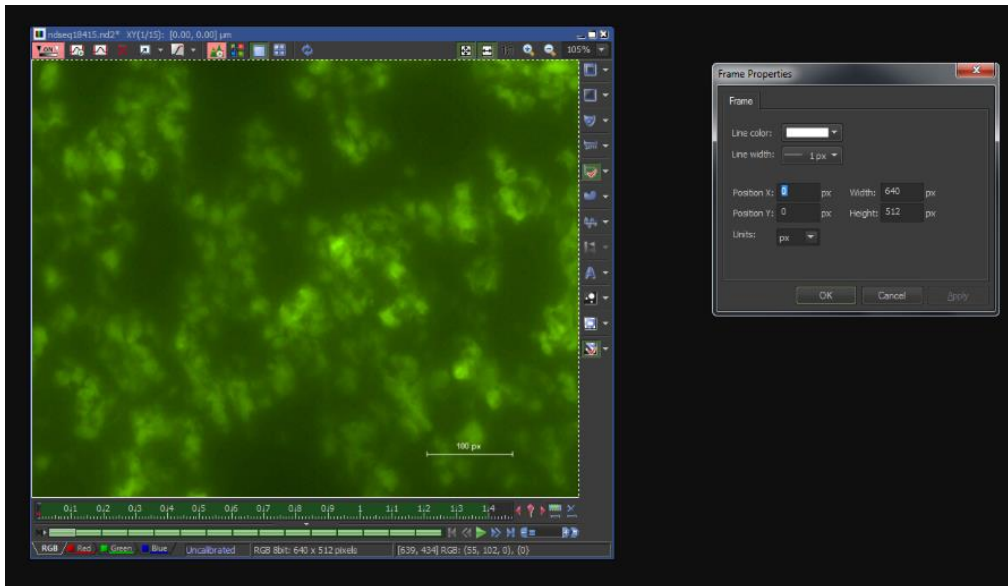 ndseq18415.nd2* XY(1/15): [0.00, 0.00] µm
105%
100 px
0¦1 0¦2 0¦3 0¦4 0¦5 0¦6 0¦7 0¦8 0¦9 1 1¦1 1¦2 1¦3 1¦4
RGB Red Green Blue Uncalibrated RGB 8bit: 640 x 512 pixels [639, 434] RGB: (55, 102, 0), {0}
Frame Properties
Frame
Line color:
Line width: 1 px
Position X: 0 px Width: 640 px
Position Y: 0 px Height: 512 px
Units: px
OK Cancel Apply